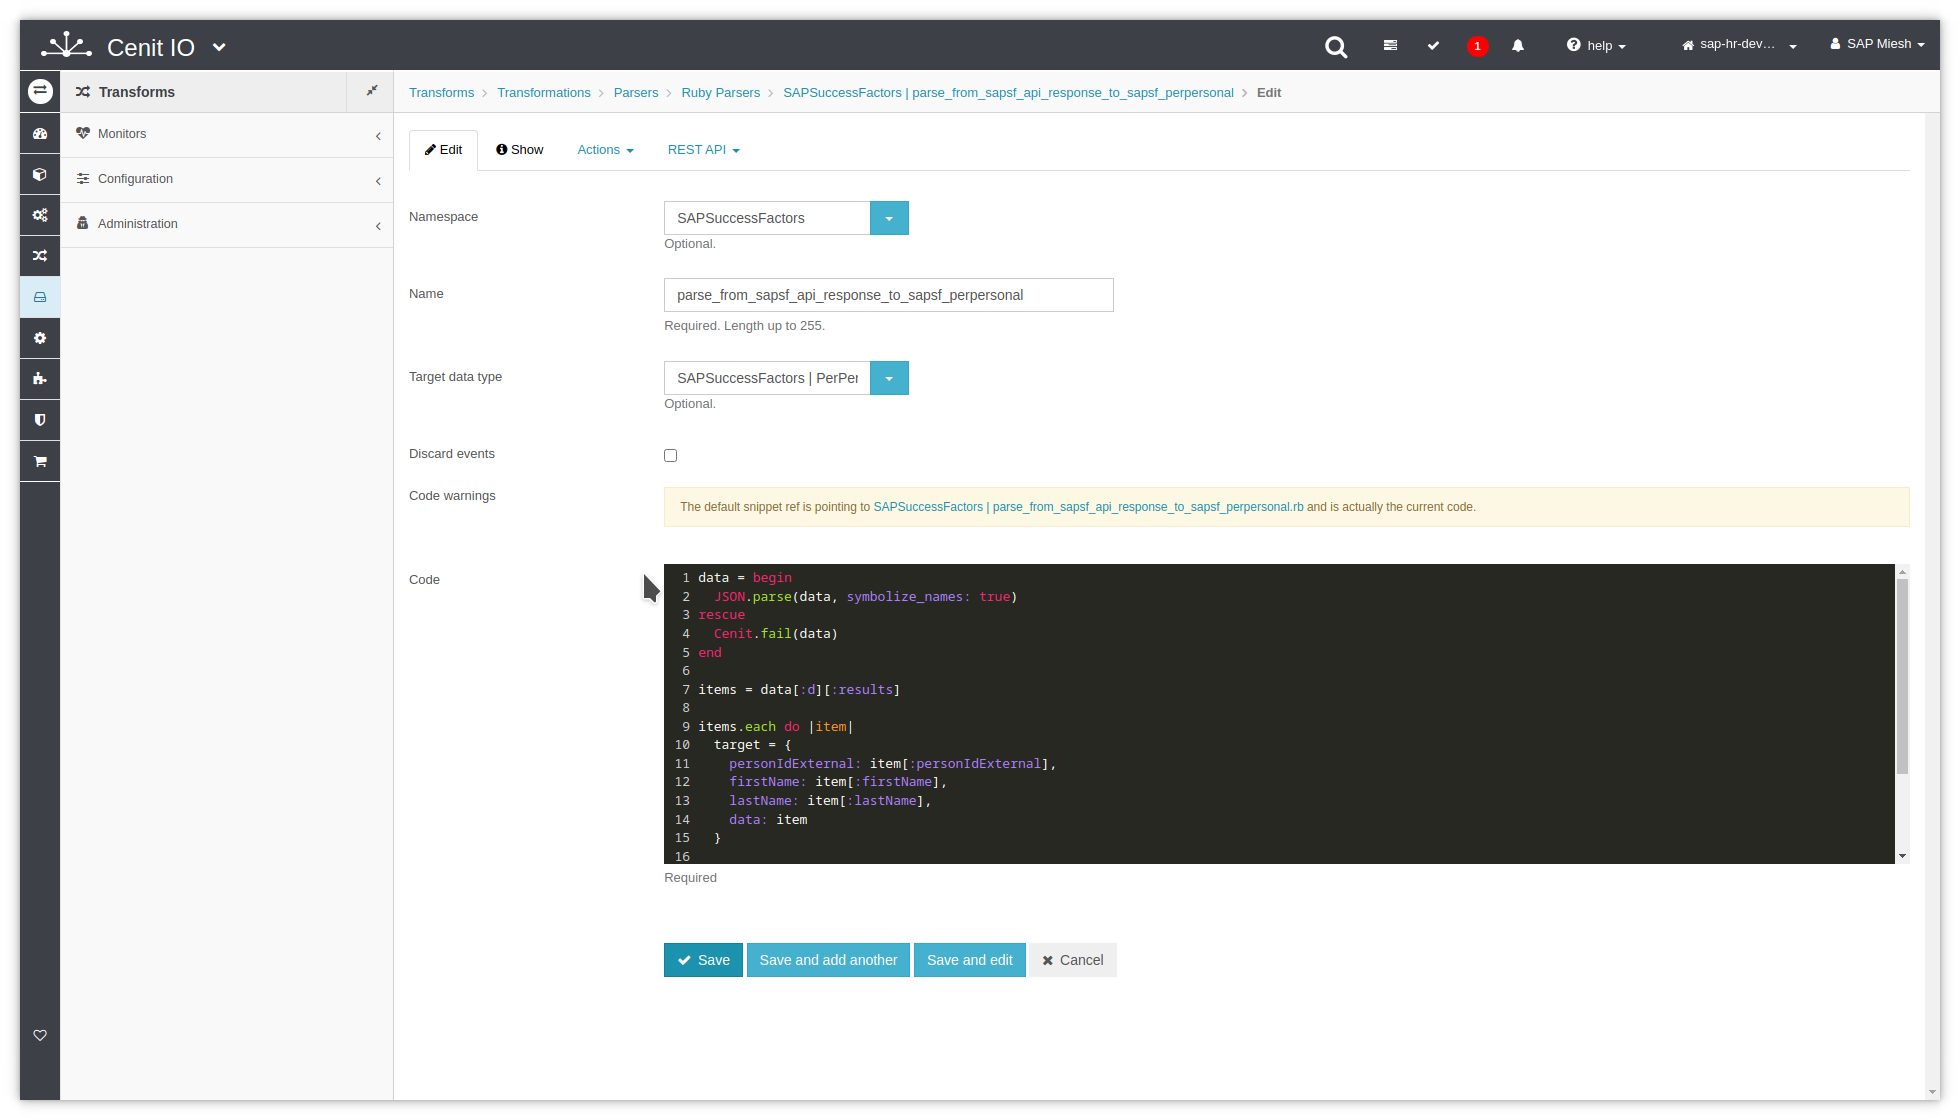 Cenit IO
1
help
sap-hr-dev...
SAP Miesh
Transforms
Monitors
Configuration
Administration
Transforms > Transformations > Parsers > Ruby Parsers > SAPSuccessFactors | parse_from_sapsf_api_response_to_sapsf_perpersonal > Edit
Edit
Show
Actions
REST API
Namespace
SAPSuccessFactors
Optional.
Name
parse_from_sapsf_api_response_to_sapsf_perpersonal
Required. Length up to 255.
Target data type
SAPSuccessFactors | PerPer
Optional.
Discard events
Code warnings
The default snippet ref is pointing to SAPSuccessFactors | parse_from_sapsf_api_response_to_sapsf_perpersonal.rb and is actually the current code.
Code
1 data = begin
2   JSON.parse(data, symbolize_names: true)
3 rescue
4   Cenit.fail(data)
5 end
6
7 items = data[:d][:results]
8
9 items.each do |item|
10   target = {
11     personIdExternal: item[:personIdExternal],
12     firstName: item[:firstName],
13     lastName: item[:lastName],
14     data: item
15   }
16
Required
Save
Save and add another
Save and edit
Cancel